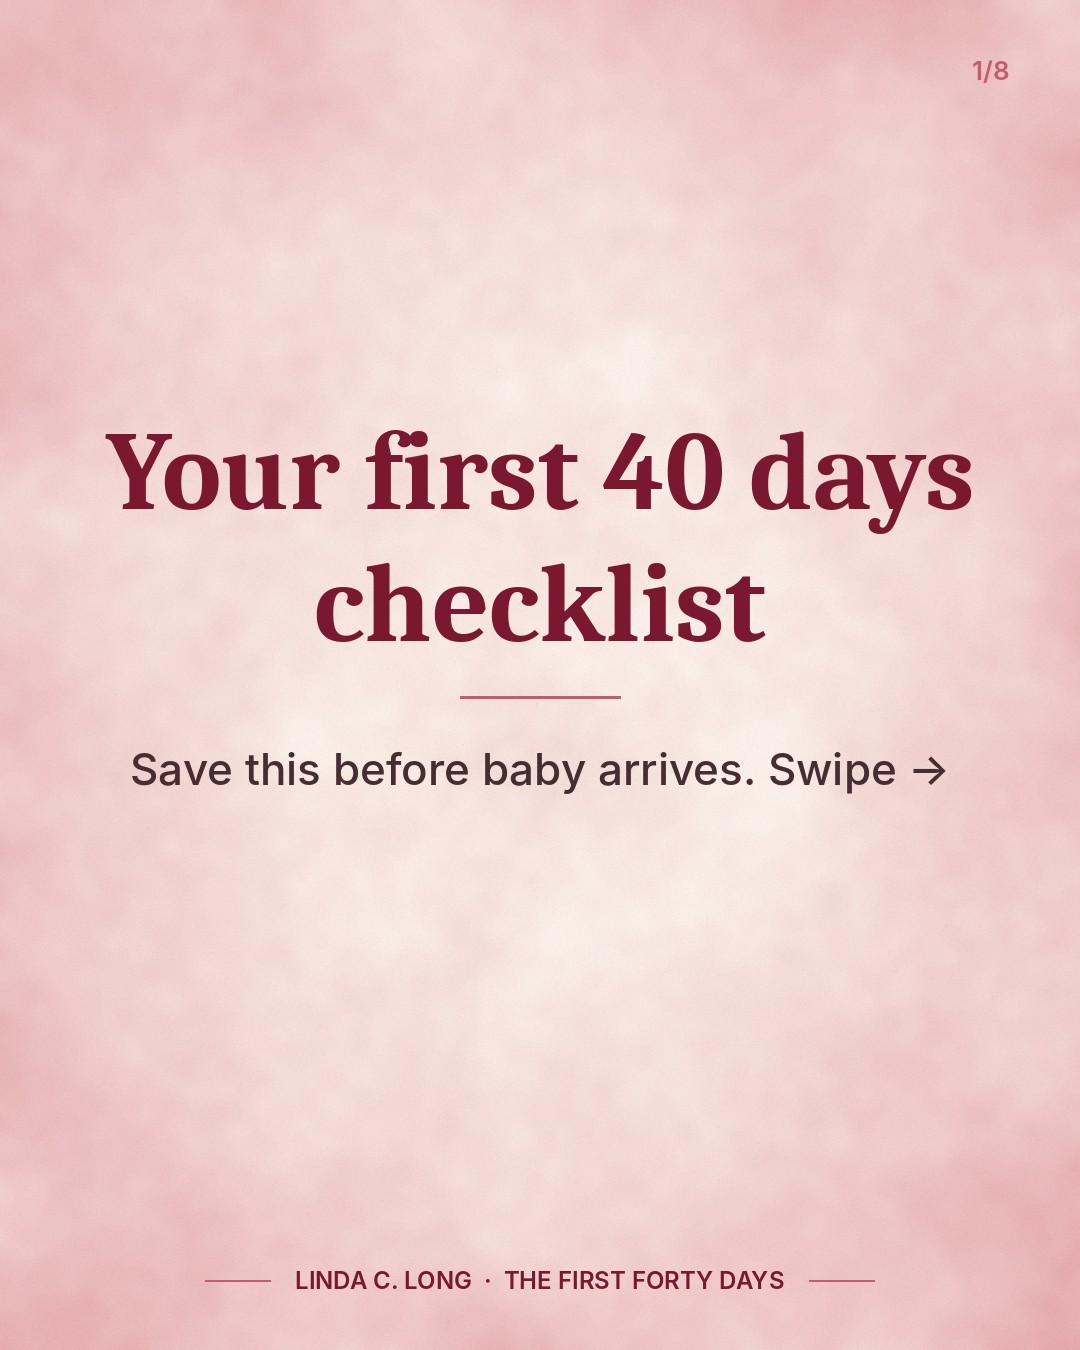 1/8
Your first 40 days
checklist
Save this before baby arrives. Swipe →
LINDA C. LONG · THE FIRST FORTY DAYS